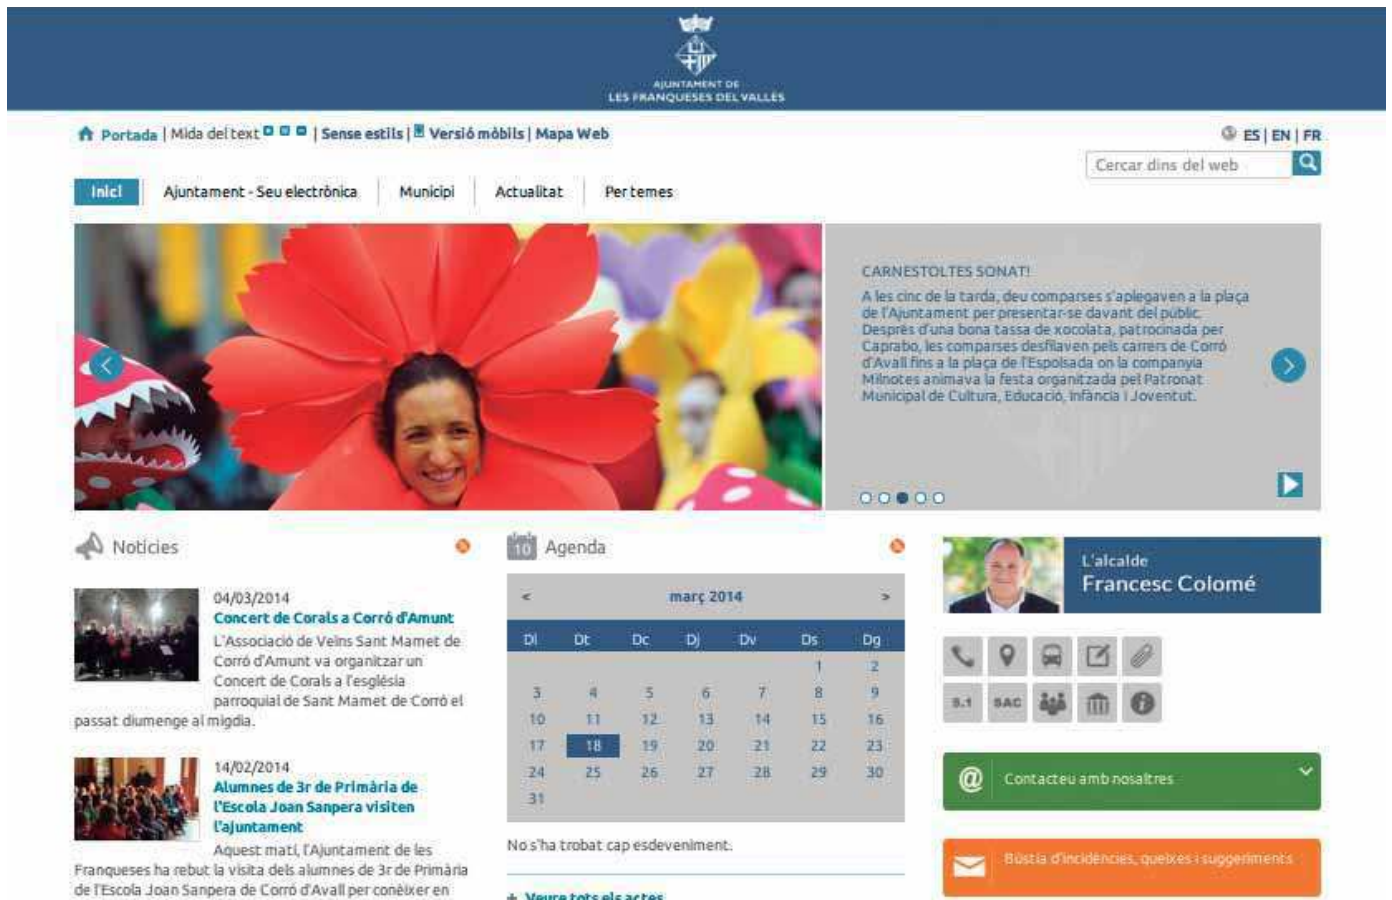 AJUNTAMENT DE
LES FRANQUESES DEL VALLÈS
Portada | Mida del text | Sense estils | Versió mòbils | Mapa Web
ES | EN | FR
Cercar dins del web
Inici Ajuntament - Seu electrònica Municipi Actualitat Per temes
CARNESTOLTES SONAT!
A les cinc de la tarda, deu comparses s'aplegaven a la plaça
de l'Ajuntament per presentar-se davant del públic.
Després d'una bona tassa de xocolata, patrocinada per
Caprabo, les comparses desfilaven pels carrers de Corró
d'Avall fins a la plaça de l'Espolsada on la companyia
Milnotes animava la festa organitzada pel Patronat
Municipal de Cultura, Educació, Infància i Joventut.
Notícies
04/03/2014
Concert de Corals a Corró d'Amunt
L'Associació de Veïns Sant Mamet de
Corró d'Amunt va organitzar un
Concert de Corals a l'església
parroquial de Sant Mamet de Corró el
passat diumenge al migdia.
14/02/2014
Alumnes de 3r de Primària de
l'Escola Joan Sanpera visiten
l'ajuntament
Aquest matí, l'Ajuntament de les
Franqueses ha rebut la visita dels alumnes de 3r de Primària
de l'Escola Joan Sanpera de Corró d'Avall per conèixer en
10 Agenda
< març 2014 >
Dl Dt Dc Dj Dv Ds Dg
1 2
3 4 5 6 7 8 9
10 11 12 13 14 15 16
17 18 19 20 21 22 23
24 25 26 27 28 29 30
31
No s'ha trobat cap esdeveniment.
+ Veure tots els actes
L'alcalde
Francesc Colomé
SAC
@ Contacteu amb nosaltres
Bústia d'incidències, queixes i suggeriments